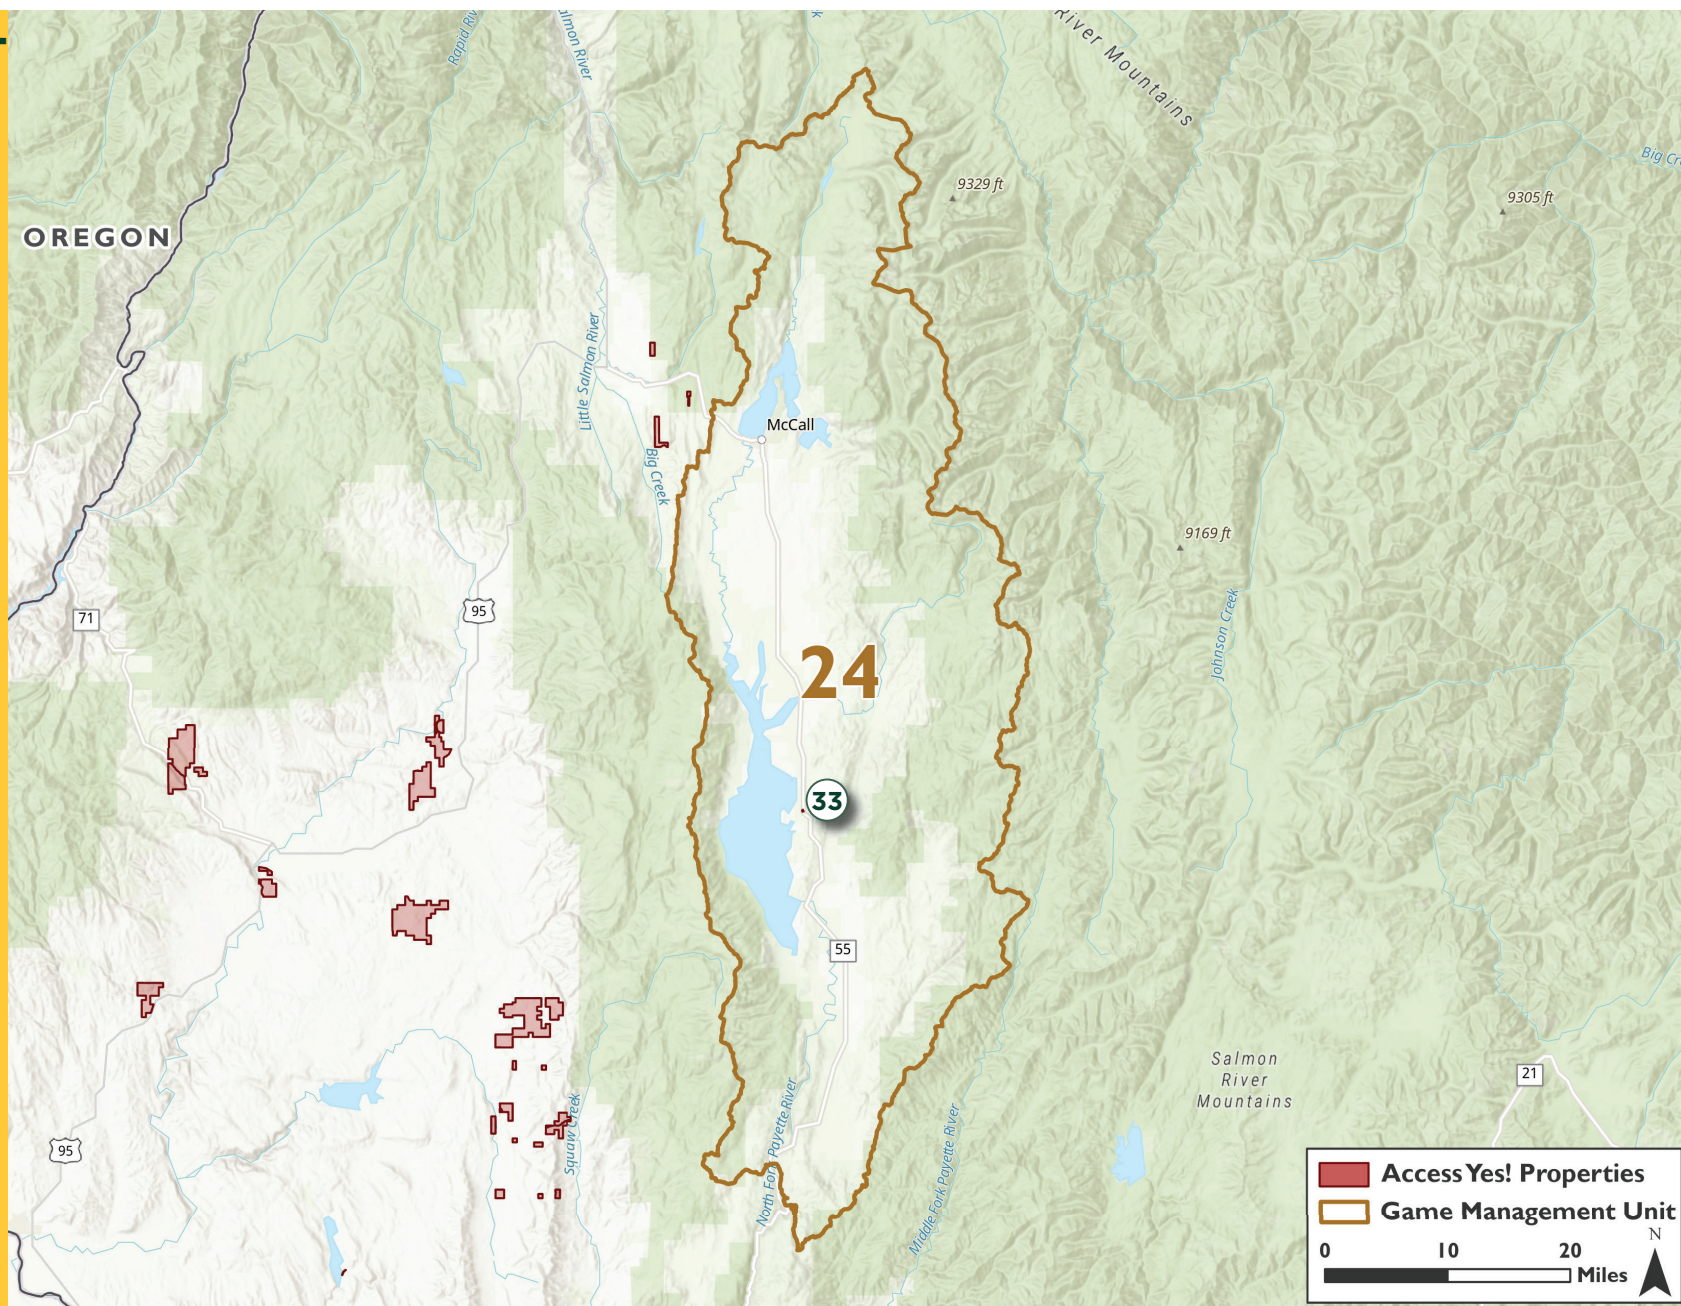 Rapid Riv
almon River
k
River Mountains
Big Cr
9329 ft
9305 ft
OREGON
Little Salmon River
McCall
Big Creek
9169 ft
71
95
Johnson Creek
24
33
55
Salmon
River
Mountains
21
North Fork Payette River
Middle Fork Payette River
Squaw Creek
95
Access Yes! Properties
Game Management Unit
N
0 10 20
Miles